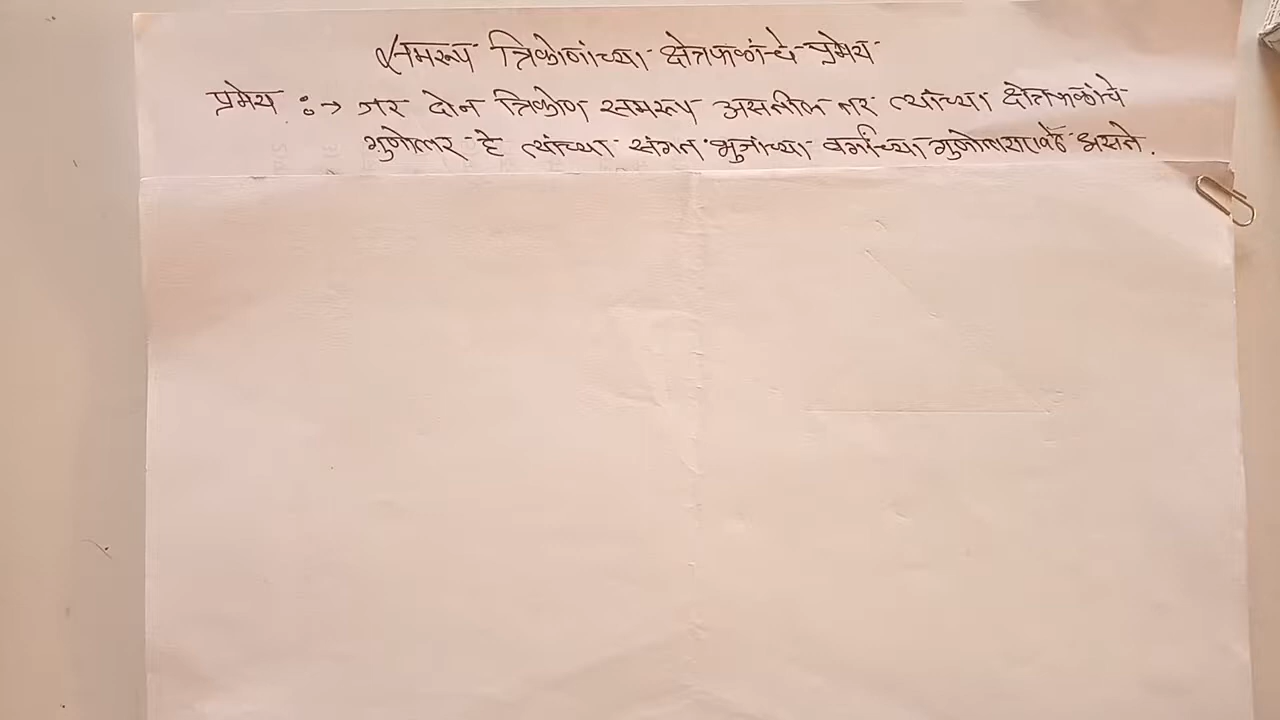 समरूप त्रिकोणांच्या क्षेत्रफळांचे प्रमेय
प्रमेय :→ जर दोन त्रिकोण समरूप असतील तर त्यांच्या क्षेत्रफळांचे
गुणोत्तर हे त्यांच्या संगत भुजांच्या वर्गांच्या गुणोत्तराएवढे असते.